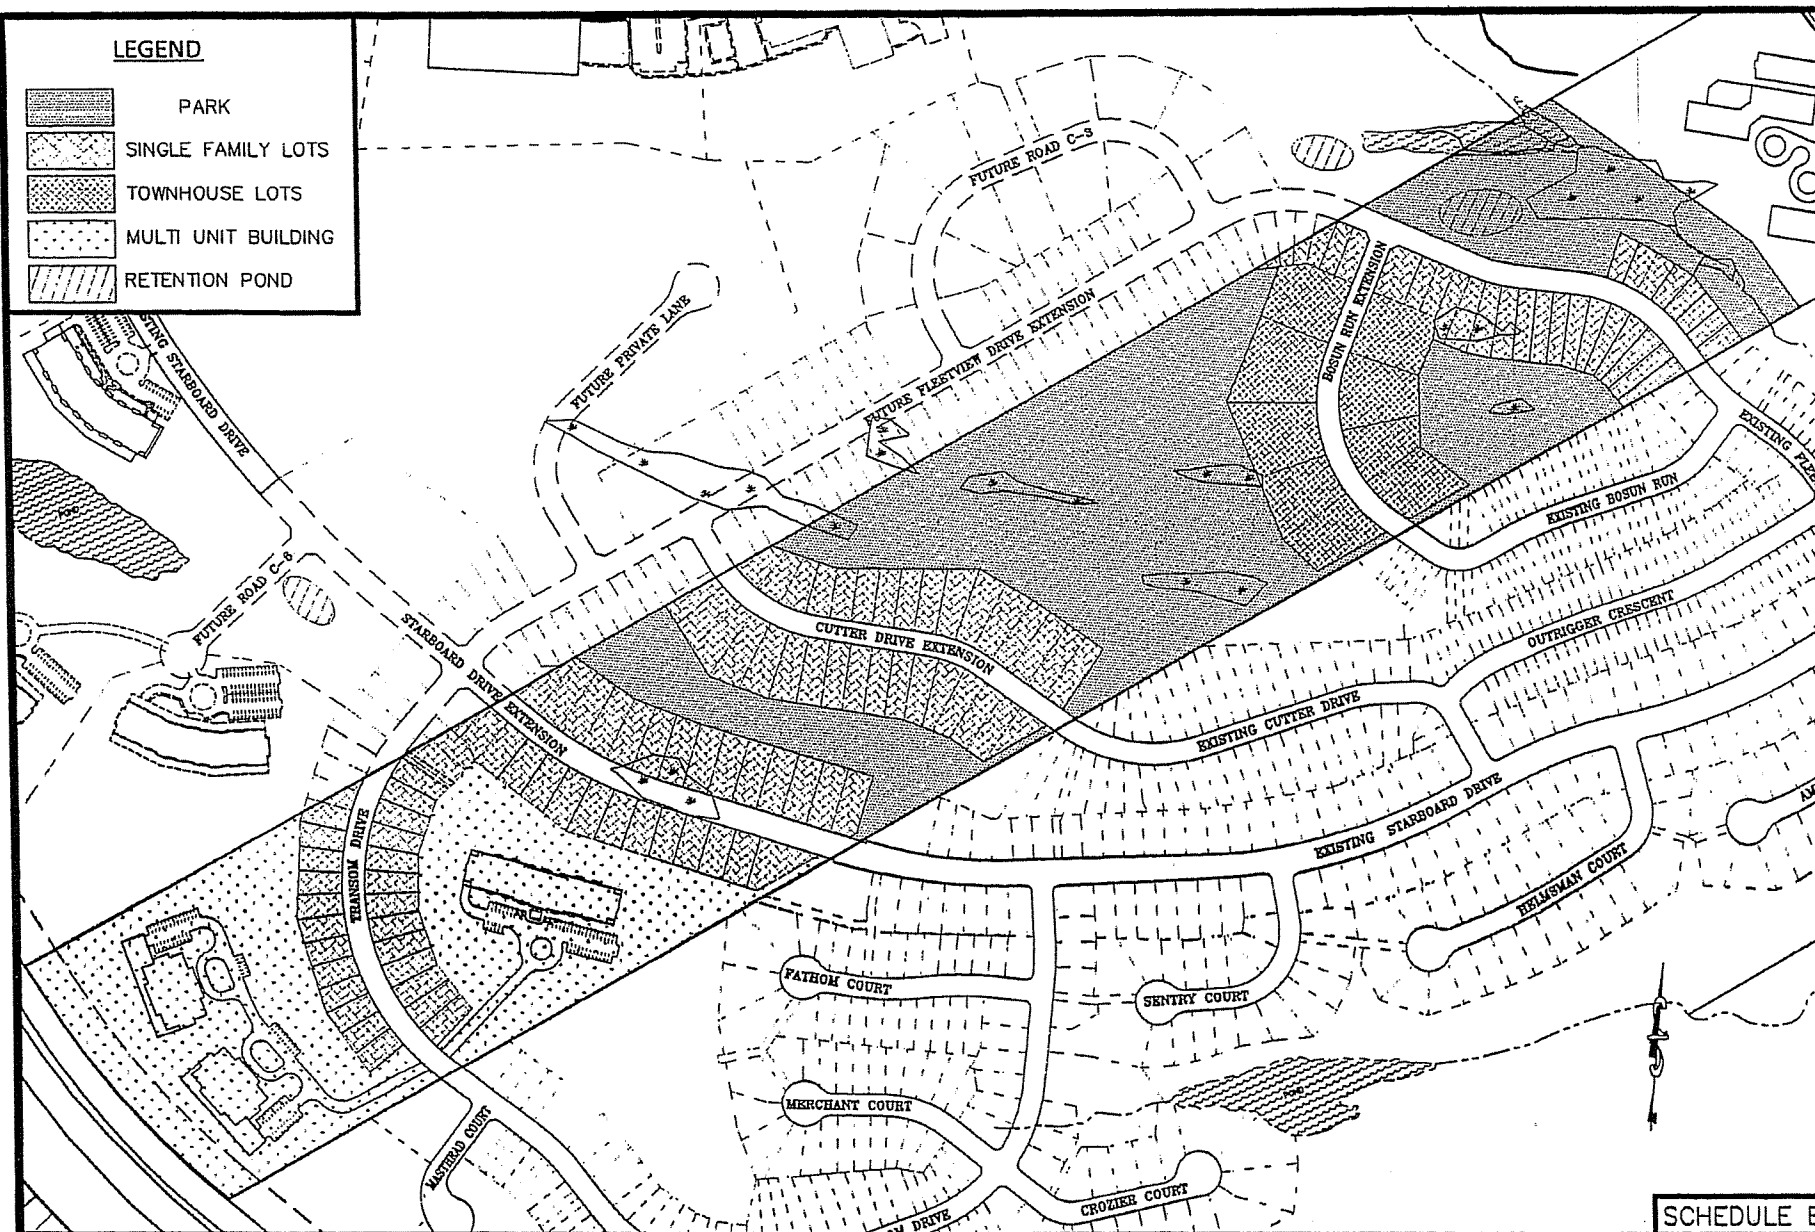 LEGEND
PARK
SINGLE FAMILY LOTS
TOWNHOUSE LOTS
MULTI UNIT BUILDING
RETENTION POND
FUTURE ROAD C-S
BOSUN RUN EXTENSION
FUTURE PRIVATE LANE
FUTURE FLEETVIEW DRIVE EXTENSION
STARBOARD DRIVE
EXISTING
EXISTING BOSUN RUN
FUTURE ROAD C-6
STARBOARD DRIVE EXTENSION
CUTTER DRIVE EXTENSION
OUTRIGGER CRESCENT
EXISTING CUTTER DRIVE
EXISTING STARBOARD DRIVE
TRANSOM DRIVE
HELMSMAN COURT
FATHOM COURT
SENTRY COURT
MERCHANT COURT
POND
MASTHEAD COURT
CROZIER COURT
DRIVE
SCHEDULE